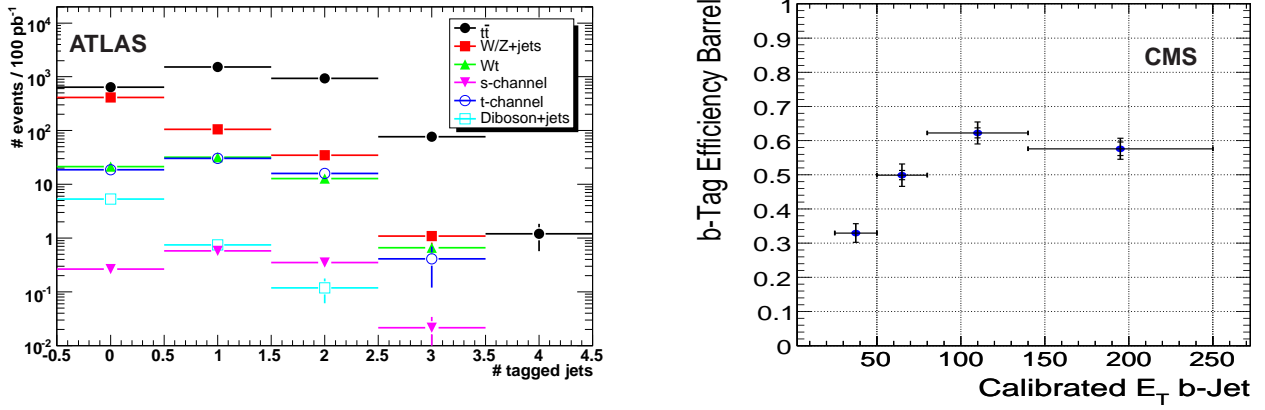 # events / 100 pb⁻¹
10⁴
10³
10²
10
1
10⁻¹
10⁻²
ATLAS
tt̄
W/Z+jets
Wt
s-channel
t-channel
Diboson+jets
-0.5 0 0.5 1 1.5 2 2.5 3 3.5 4 4.5
# tagged jets
b-Tag Efficiency Barrel
1
0.9
0.8
0.7
0.6
0.5
0.4
0.3
0.2
0.1
0
CMS
50 100 150 200 250
Calibrated E_T b-Jet